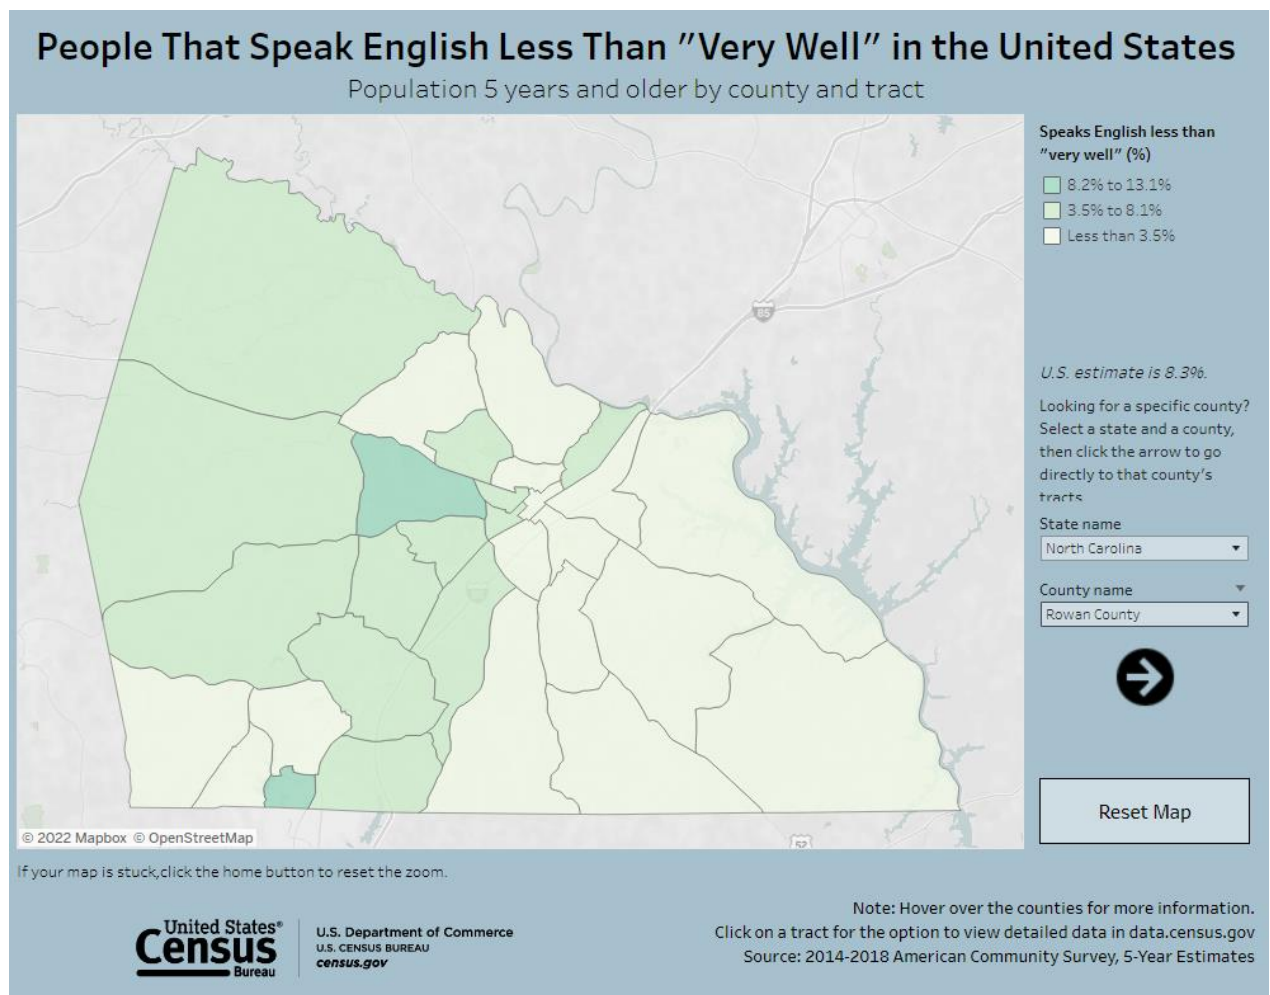 People That Speak English Less Than "Very Well" in the United States
Population 5 years and older by county and tract
Speaks English less than
"very well" (%)
8.2% to 13.1%
3.5% to 8.1%
Less than 3.5%
85
U.S. estimate is 8.3%.
Looking for a specific county?
Select a state and a county,
then click the arrow to go
directly to that county's
tracts
State name
North Carolina
County name
Rowan County
Reset Map
52
© 2022 Mapbox © OpenStreetMap
If your map is stuck,click the home button to reset the zoom.
United States®
Census
Bureau
U.S. Department of Commerce
U.S. CENSUS BUREAU
census.gov
Note: Hover over the counties for more information.
Click on a tract for the option to view detailed data in data.census.gov
Source: 2014-2018 American Community Survey, 5-Year Estimates